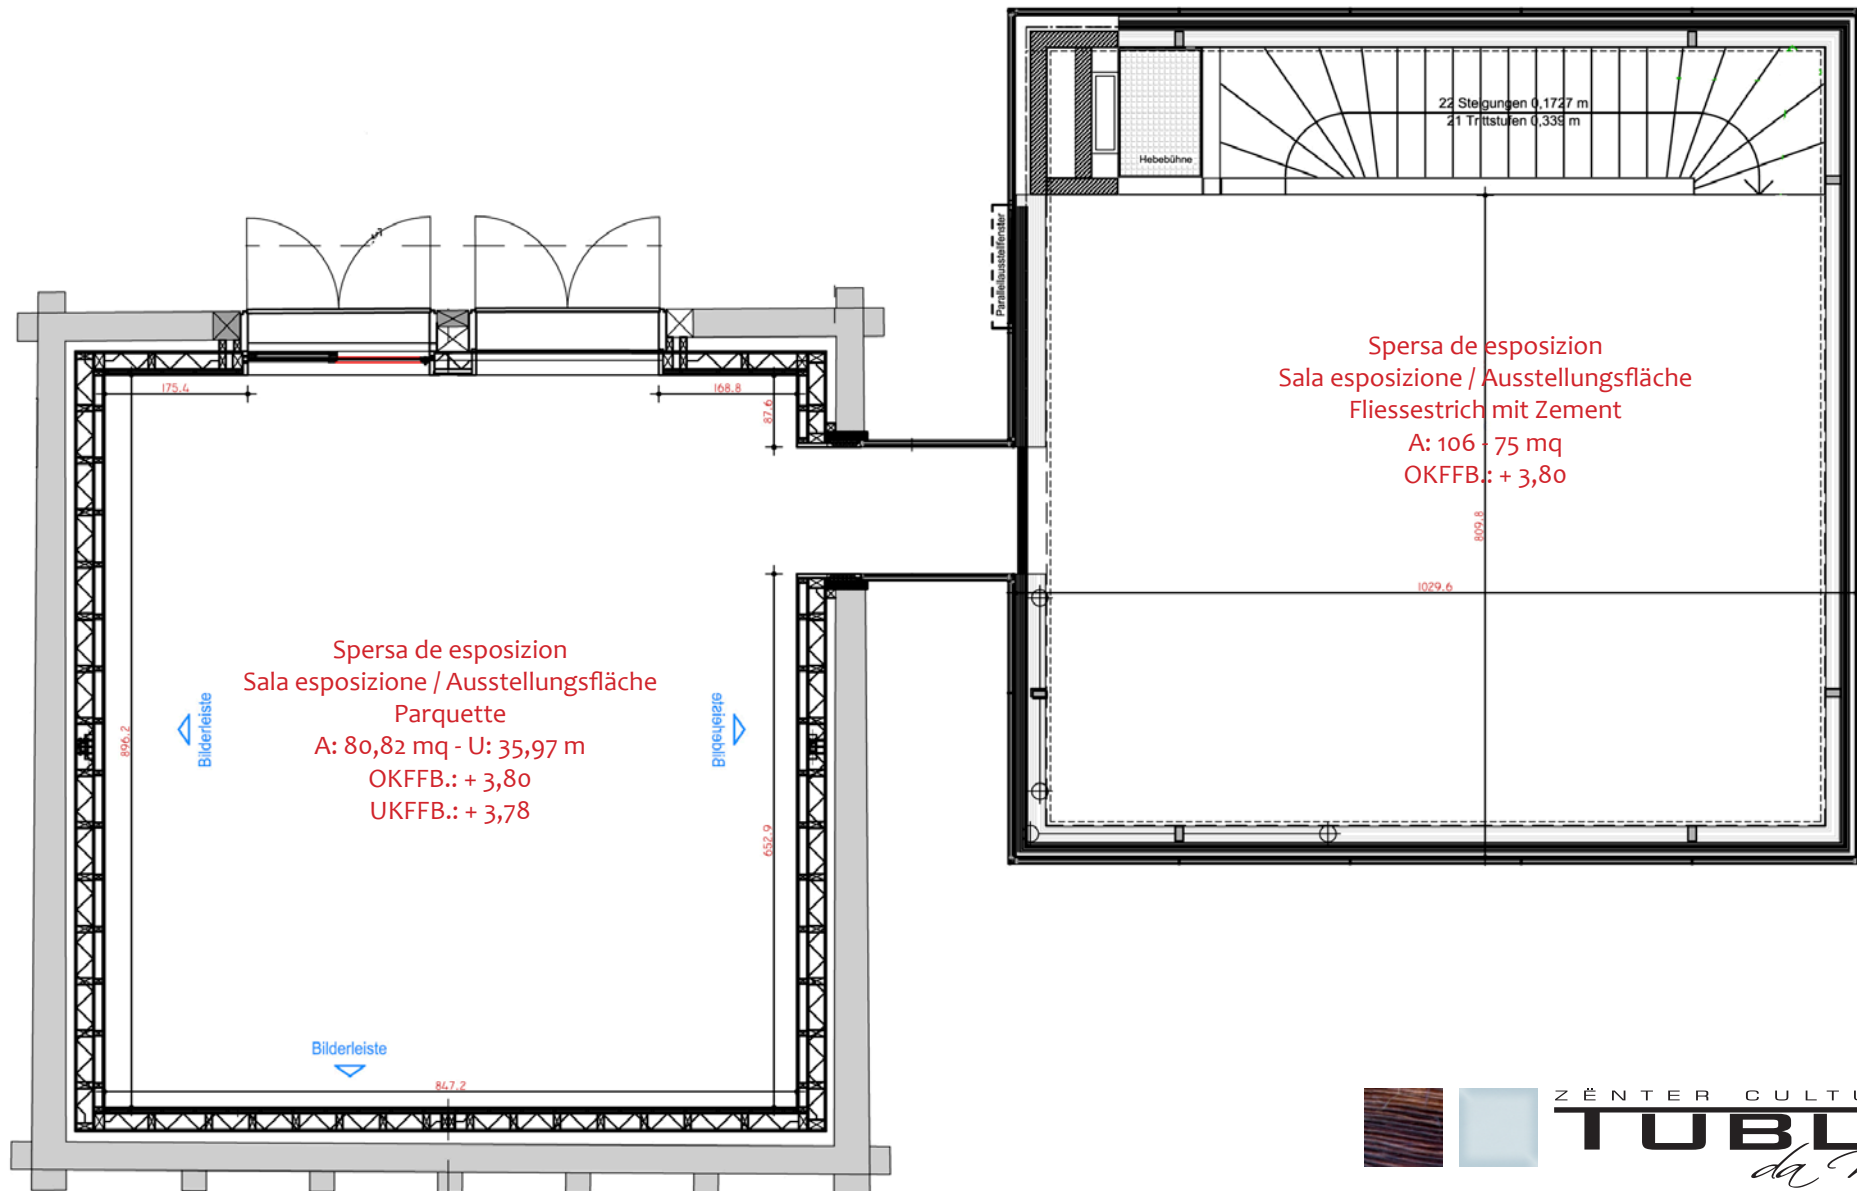 22 Steigungen 0,1727 m
21 Trittstufen 0,339 m
Hebebühne
Parallelausstellfenster
Spersa de esposizion
Sala esposizione / Ausstellungsfläche
Fliessestrich mit Zement
A: 106 - 75 mq
OKFFB.: + 3,80
809.8
1029.6
175.4
168.8
87.6
Spersa de esposizion
Sala esposizione / Ausstellungsfläche
Parquette
A: 80,82 mq - U: 35,97 m
OKFFB.: + 3,80
UKFFB.: + 3,78
Bilderleiste
Bilderleiste
896.2
652.9
Bilderleiste
847.2
ZËNTER CULTU
TUBL
da